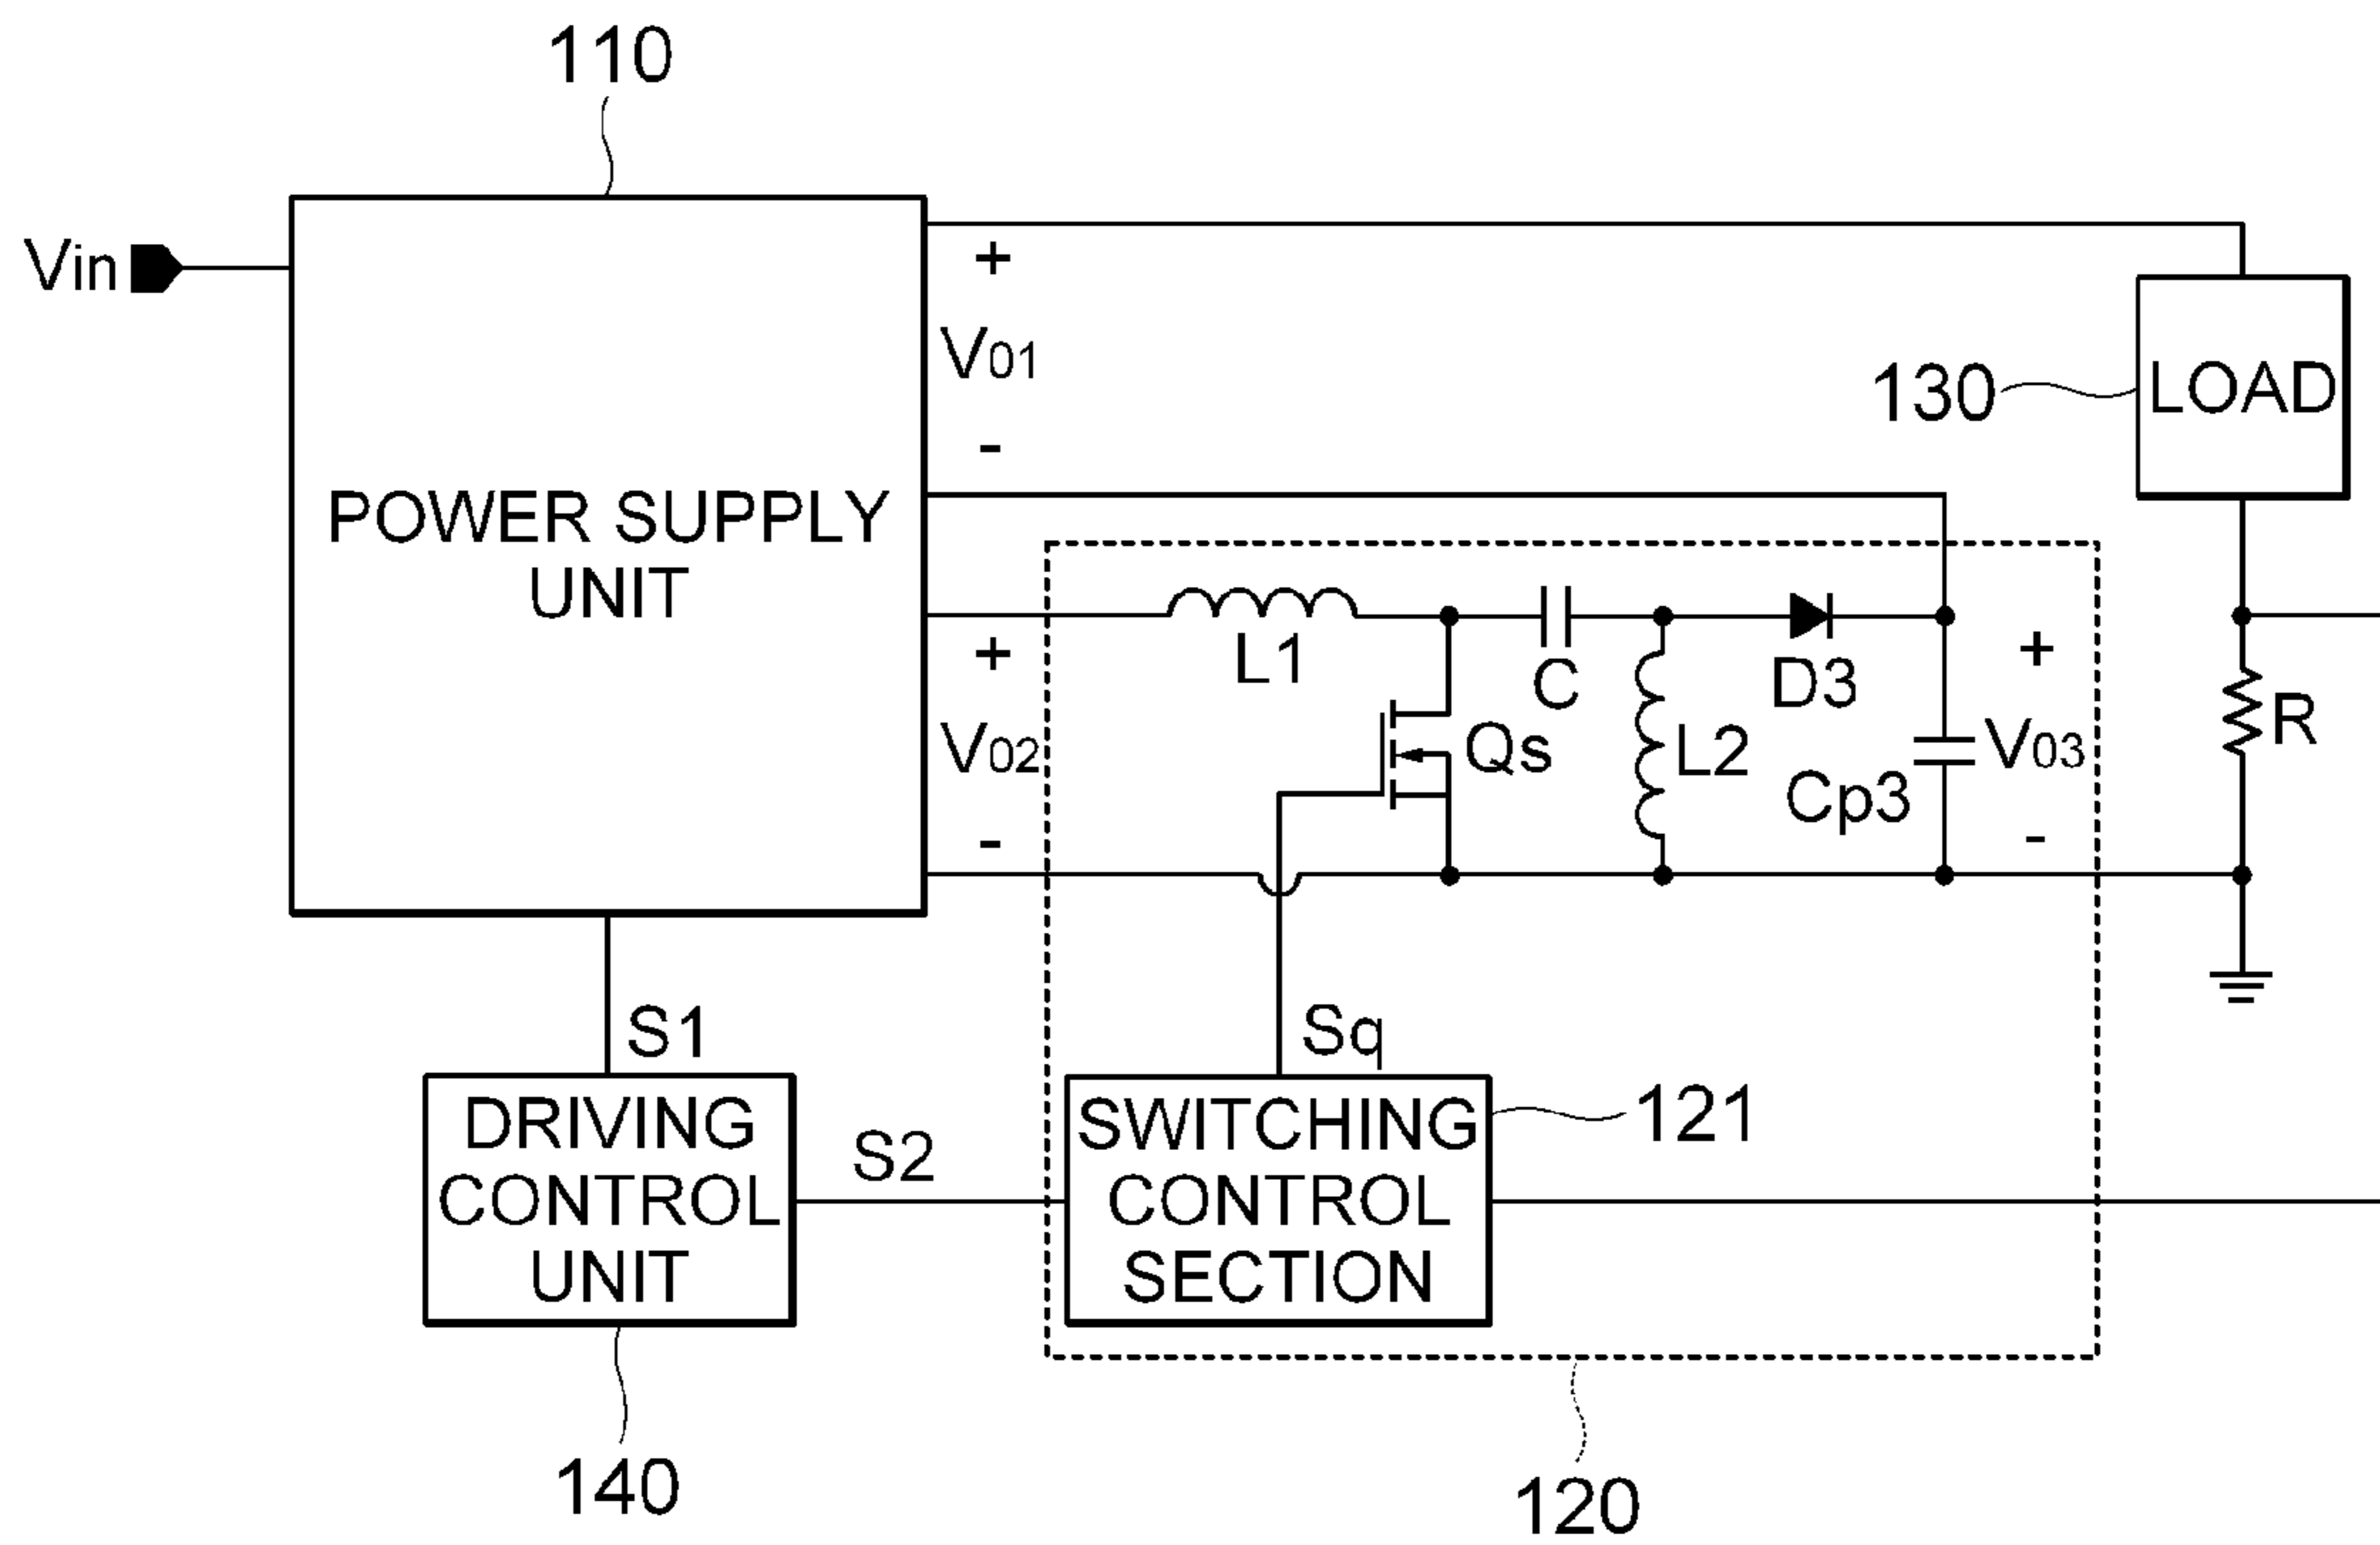 110
Vin
+
V01
-
130
LOAD
POWER SUPPLY
UNIT
+
V02
-
L1
C
D3
Qs
L2
Cp3
+
V03
-
R
S1
Sq
DRIVING
CONTROL
UNIT
S2
SWITCHING
CONTROL
SECTION
121
140
120